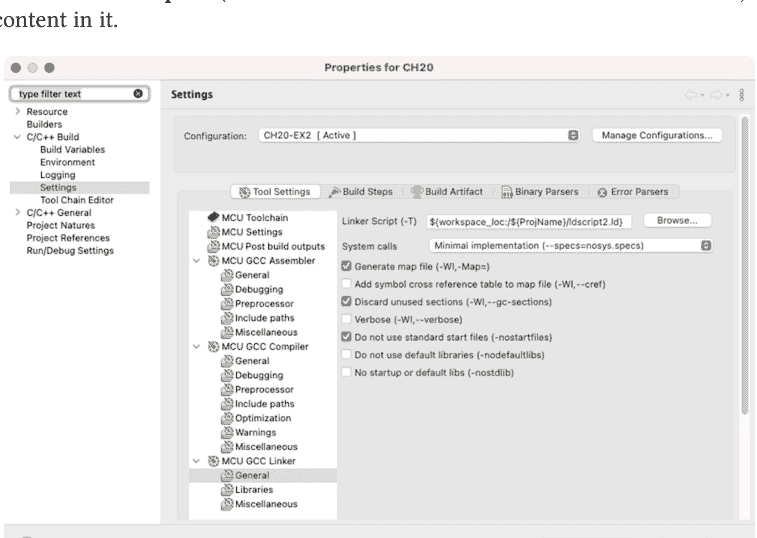 content in it.
Properties for CH20
type filter text
Settings
Resource
Builders
C/C++ Build
Build Variables
Environment
Logging
Settings
Tool Chain Editor
C/C++ General
Project Natures
Project References
Run/Debug Settings
Configuration: CH20-EX2 [ Active ] Manage Configurations...
Tool Settings Build Steps Build Artifact Binary Parsers Error Parsers
MCU Toolchain
MCU Settings
MCU Post build outputs
MCU GCC Assembler
General
Debugging
Preprocessor
Include paths
Miscellaneous
MCU GCC Compiler
General
Debugging
Preprocessor
Include paths
Optimization
Warnings
Miscellaneous
MCU GCC Linker
General
Libraries
Miscellaneous
Linker Script (-T) ${workspace_loc:/${ProjName}/ldscript2.ld} Browse...
System calls Minimal implementation (--specs=nosys.specs)
Generate map file (-Wl,-Map=)
Add symbol cross reference table to map file (-Wl,--cref)
Discard unused sections (-Wl,--gc-sections)
Verbose (-Wl,--verbose)
Do not use standard start files (-nostartfiles)
Do not use default libraries (-nodefaultlibs)
No startup or default libs (-nostdlib)